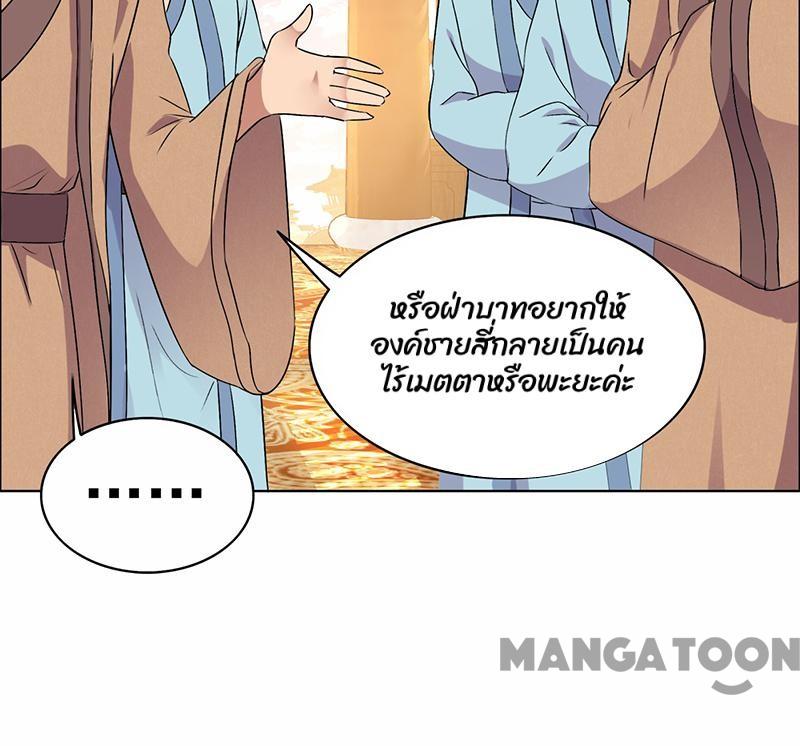 หรือฝ่าบาทอยากให้
องค์ชายสี่กลายเป็นคน
ไร้เมตตาหรือพะยะค่ะ
......
MANGATOON